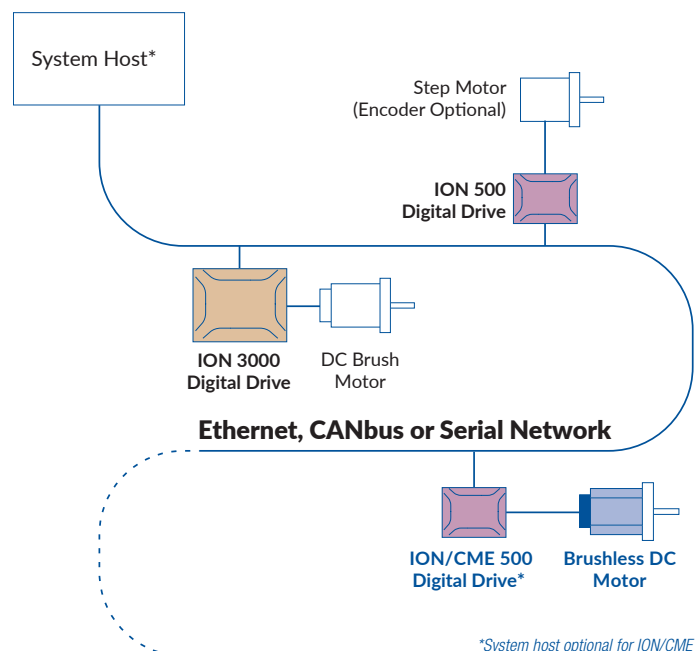 System Host*
Step Motor
(Encoder Optional)
ION 500
Digital Drive
ION 3000
Digital Drive
DC Brush
Motor
Ethernet, CANbus or Serial Network
ION/CME 500
Digital Drive*
Brushless DC
Motor
*System host optional for ION/CME